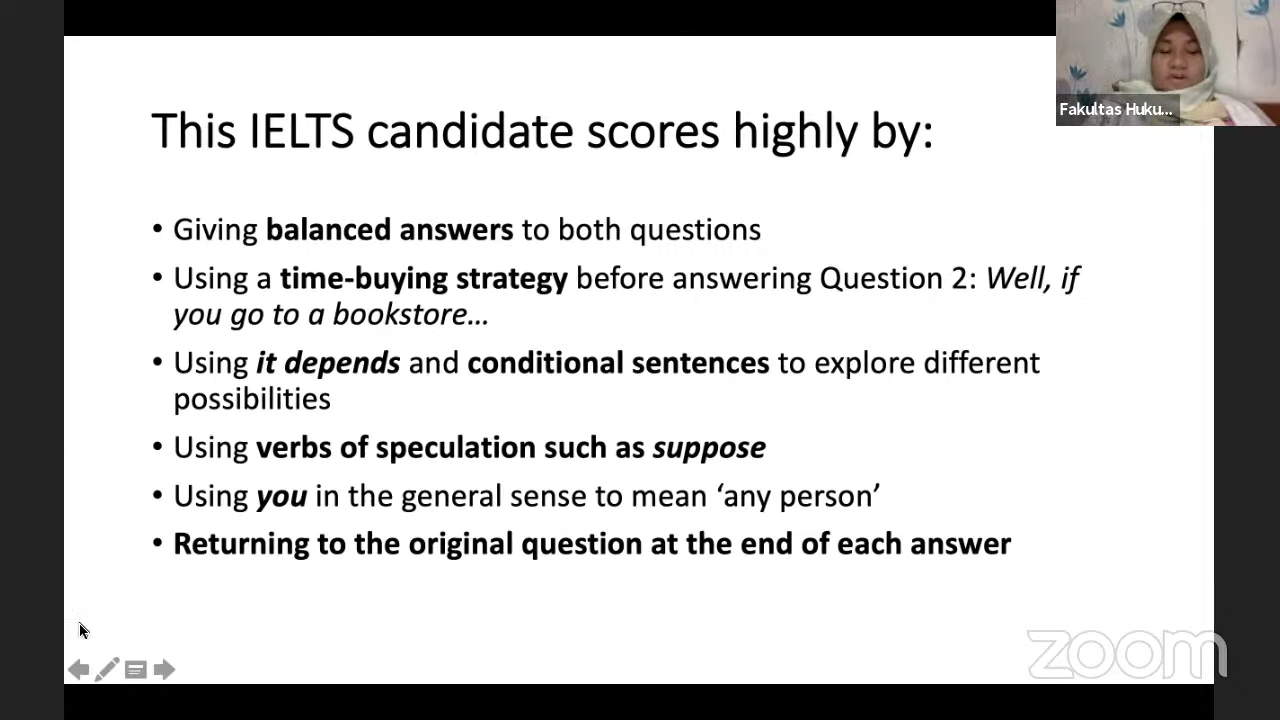 Fakultas Huku...
This IELTS candidate scores highly by:
• Giving balanced answers to both questions
• Using a time-buying strategy before answering Question 2: Well, if
you go to a bookstore...
• Using it depends and conditional sentences to explore different
possibilities
• Using verbs of speculation such as suppose
• Using you in the general sense to mean ‘any person’
• Returning to the original question at the end of each answer
zoom